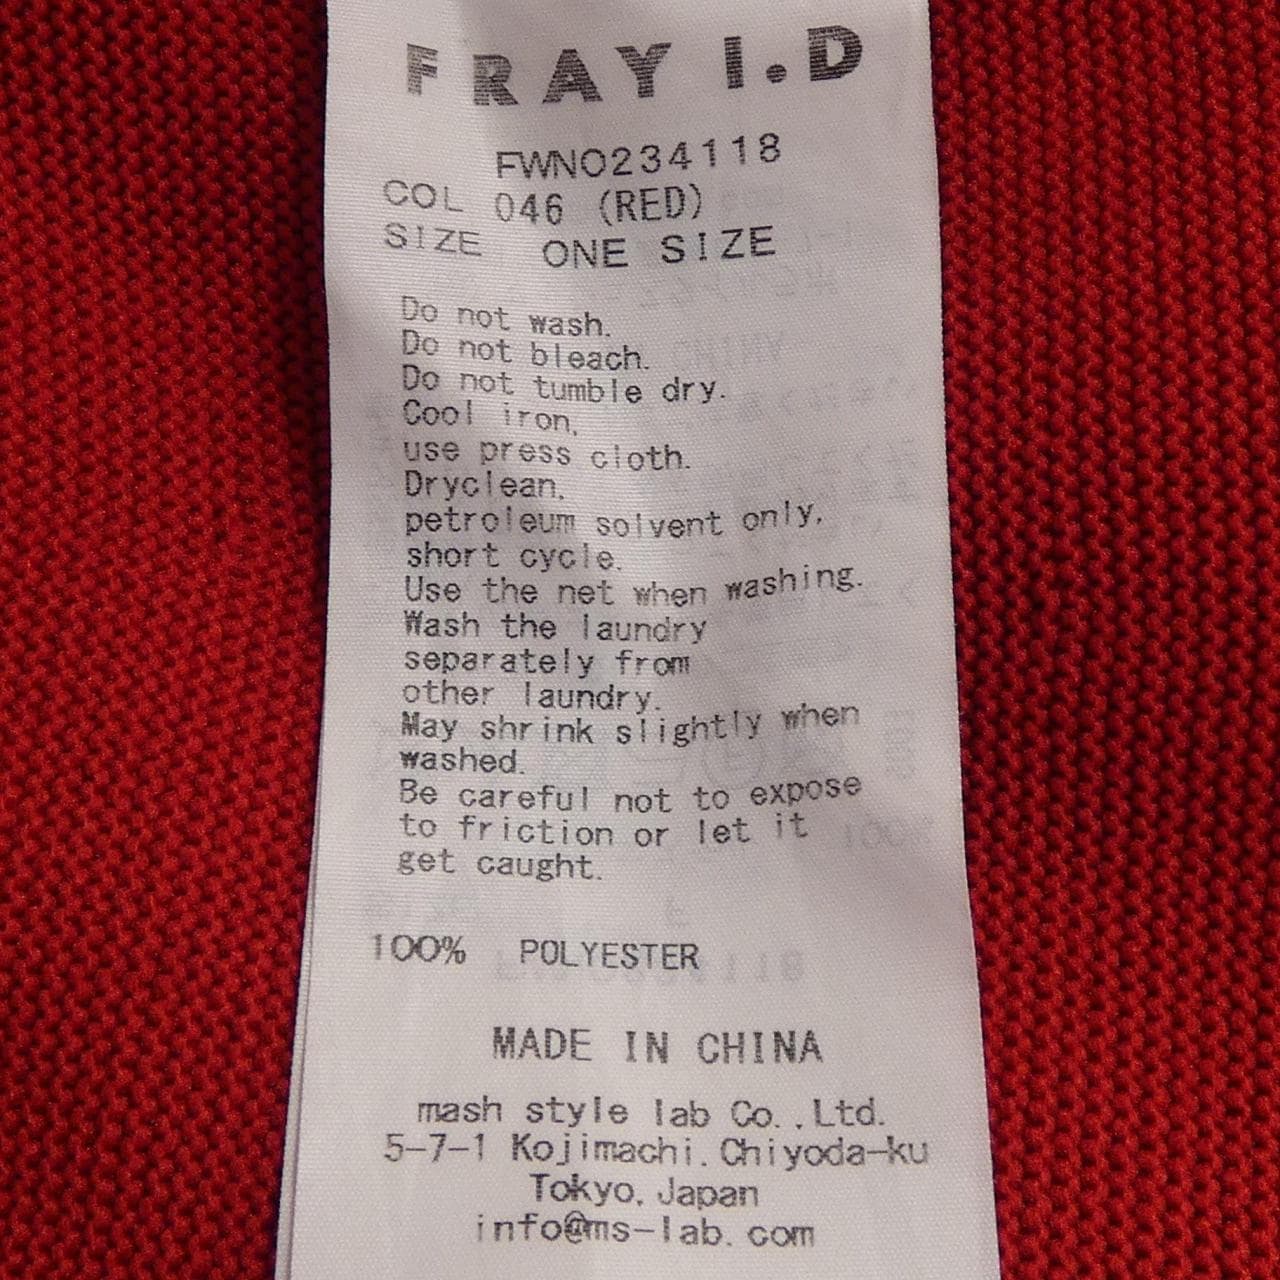 FRAY I.D
FWNO234118
COL 046 (RED)
SIZE ONE SIZE
Do not wash.
Do not bleach.
Do not tumble dry.
Cool iron,
use press cloth.
Dryclean,
petroleum solvent only,
short cycle.
Use the net when washing.
Wash the laundry
separately from
other laundry.
May shrink slightly when
washed.
Be careful not to expose
to friction or let it
get caught.
100% POLYESTER
MADE IN CHINA
mash style lab Co.,Ltd.
5-7-1 Kojimachi,Chiyoda-ku
Tokyo,Japan
info@ms-lab.com